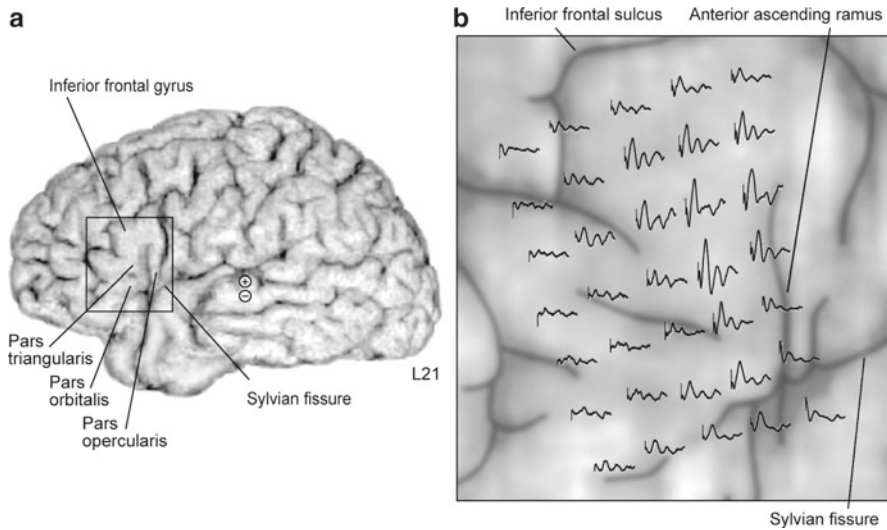 a
Inferior frontal gyrus
+
−
Pars
triangularis
Pars
orbitalis
Pars
opercularis
Sylvian fissure
L21
b
Inferior frontal sulcus
Anterior ascending ramus
Sylvian fissure